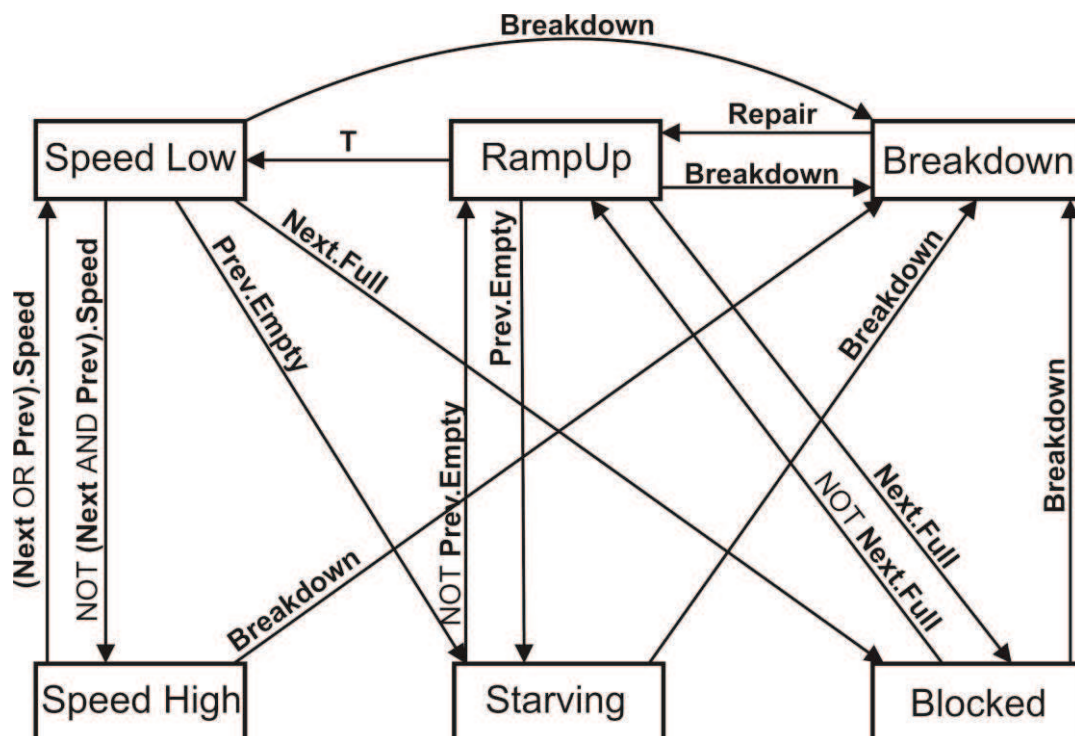 Breakdown
Speed Low
T
RampUp
Repair
Breakdown
Breakdown
(Next OR Prev).Speed
NOT (Next AND Prev).Speed
Prev.Empty
Next.Full
Prev.Empty
NOT Prev.Empty
Breakdown
Breakdown
NOT Next.Full
Next.Full
Breakdown
Speed High
Starving
Blocked